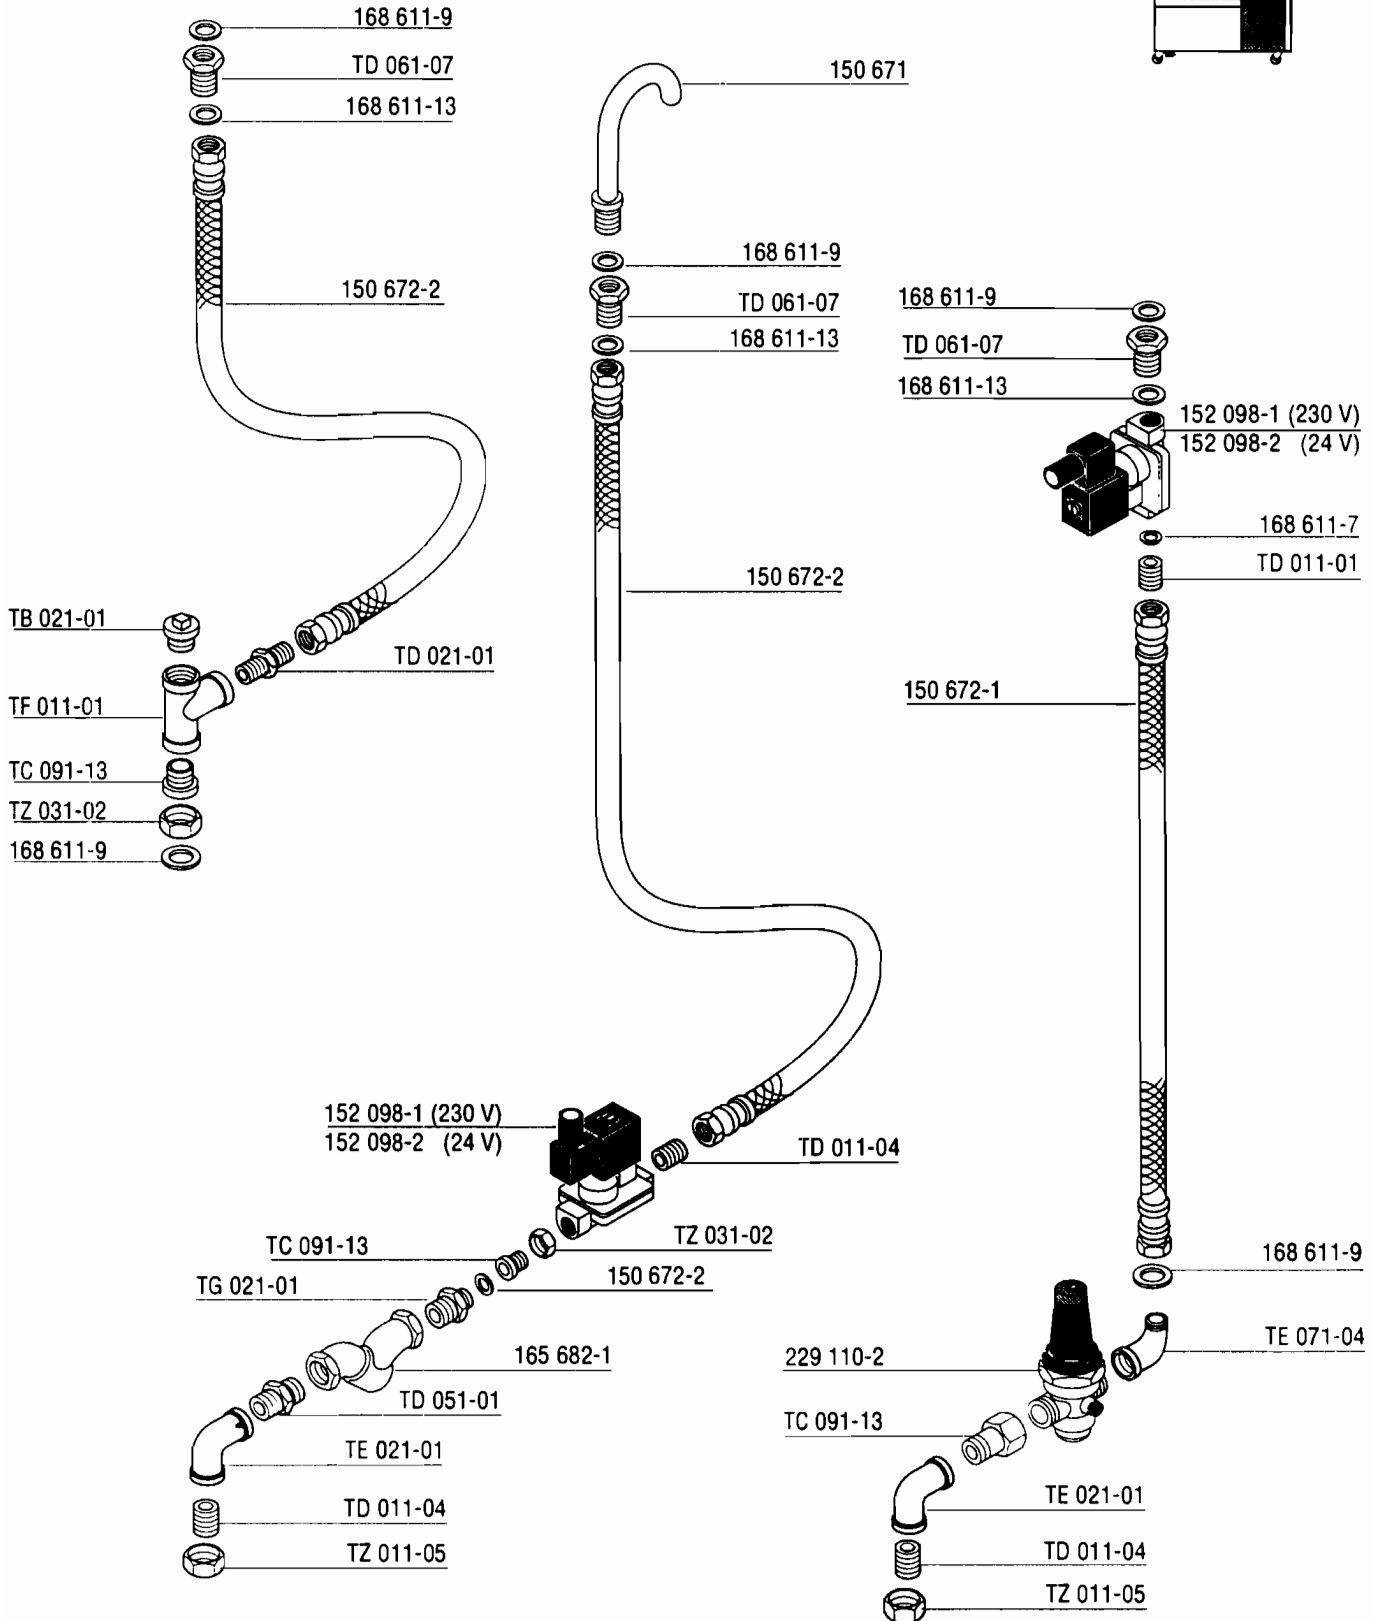 168 611-9
TD 061-07
168 611-13
150 672-2
TB 021-01
TD 021-01
TF 011-01
TC 091-13
TZ 031-02
168 611-9
150 671
168 611-9
TD 061-07
168 611-13
150 672-2
152 098-1 (230 V)
152 098-2 (24 V)
TD 011-04
TZ 031-02
TC 091-13
150 672-2
TG 021-01
165 682-1
TD 051-01
TE 021-01
TD 011-04
TZ 011-05
168 611-9
TD 061-07
168 611-13
152 098-1 (230 V)
152 098-2 (24 V)
168 611-7
TD 011-01
150 672-1
168 611-9
TE 071-04
229 110-2
TC 091-13
TE 021-01
TD 011-04
TZ 011-05